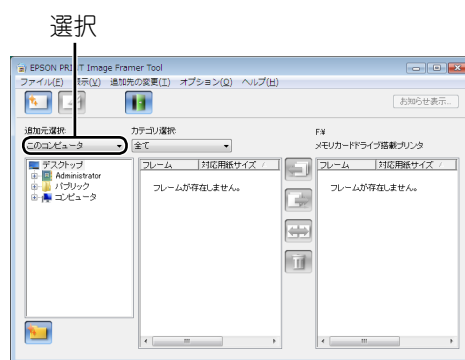 選択
EPSON PRINT Image Framer Tool
ファイル(F) 表示(V) 追加先の変更(T) オプション(O) ヘルプ(H)
お知らせ表示...
追加元選択: カテゴリ選択: F:¥
このコンピュータ 全て メモリカードドライブ搭載プリンタ
デスクトップ フレーム 対応用紙サイズ フレーム 対応用紙サイズ
Administrator
パブリック フレームが存在しません。 フレームが存在しません。
コンピュータ